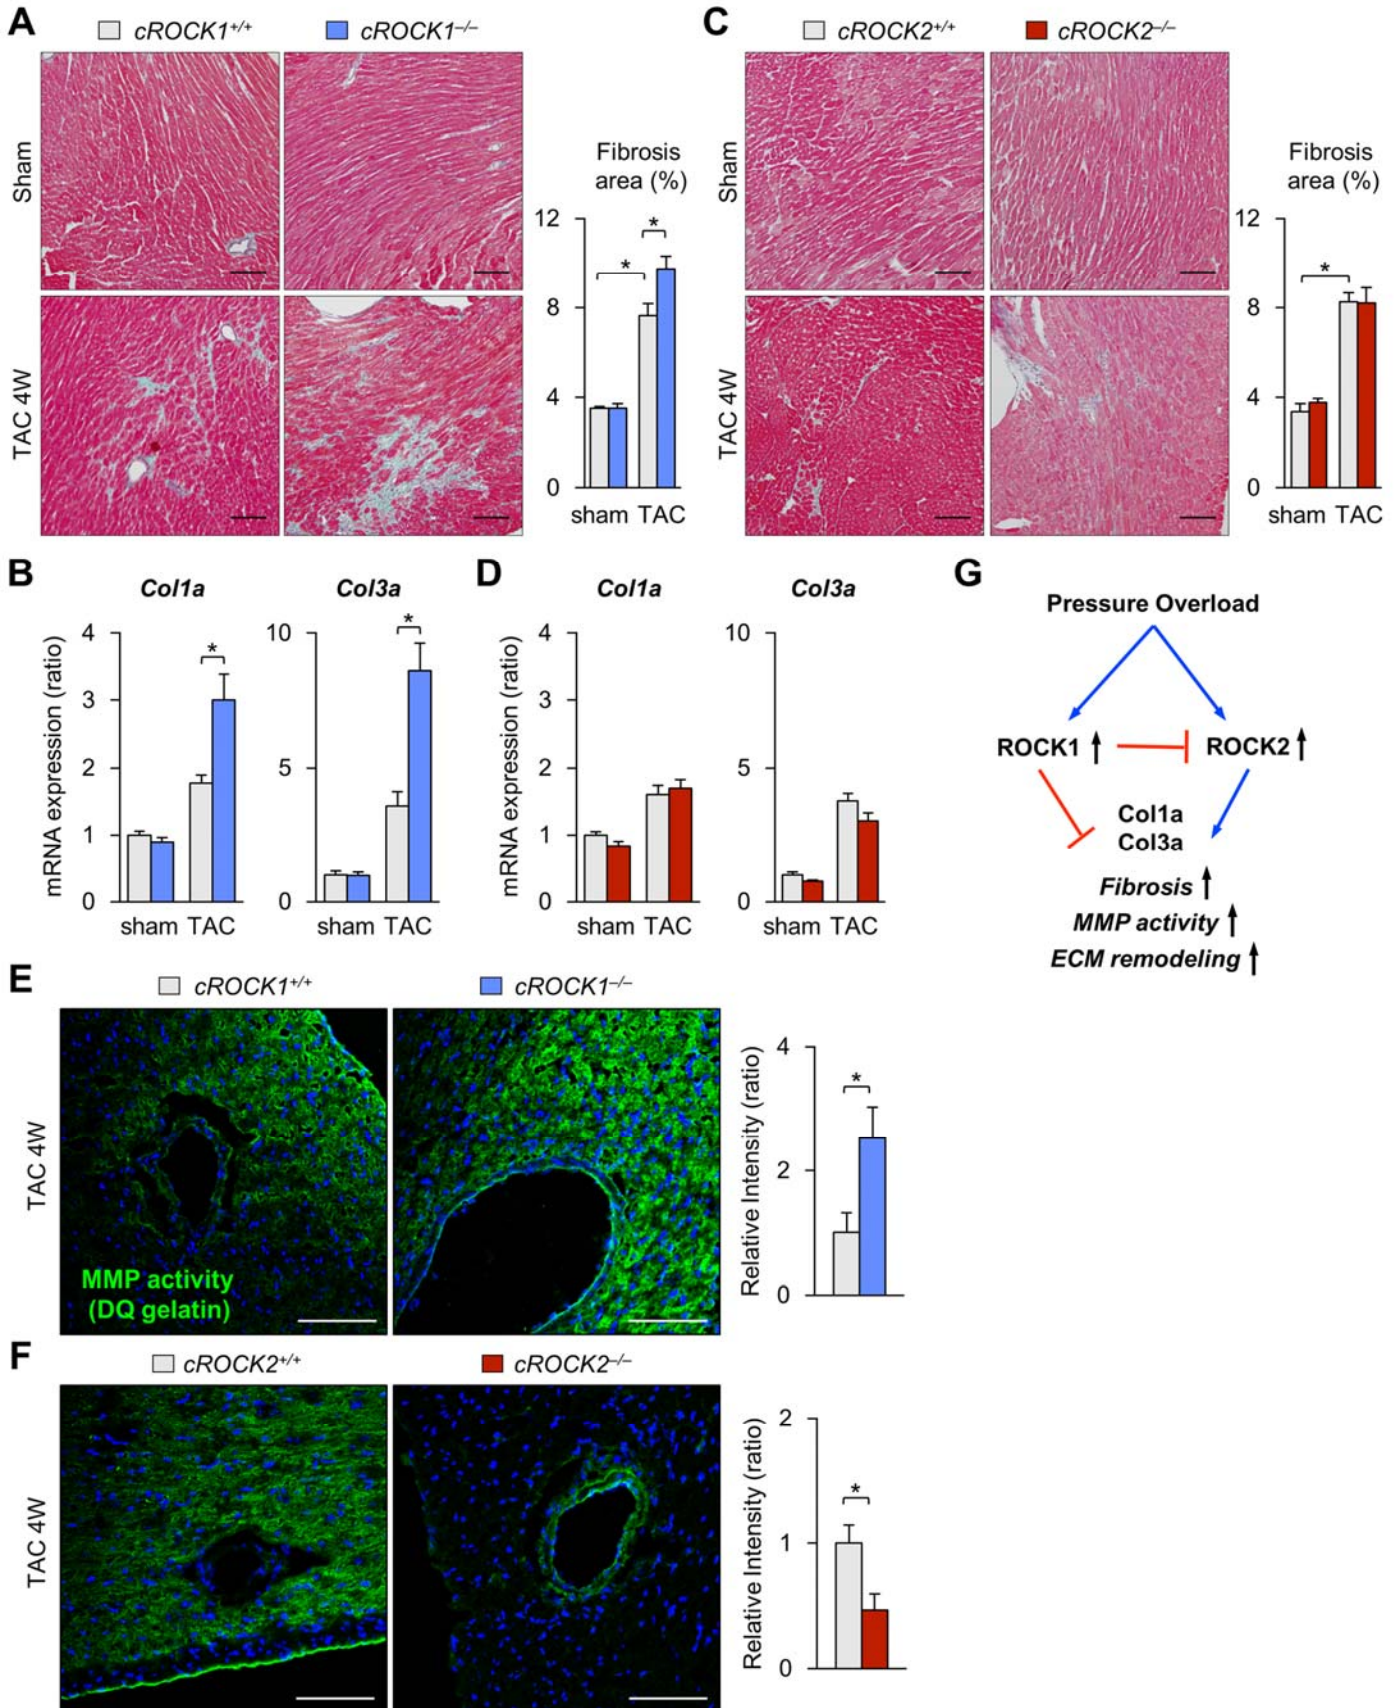 A
cROCK1+/+
cROCK1–/–
Sham
TAC 4W
Fibrosis
area (%)
12
8
4
0
*
*
sham TAC
C
cROCK2+/+
cROCK2–/–
Sham
TAC 4W
Fibrosis
area (%)
12
8
4
0
*
sham TAC
B
Col1a
mRNA expression (ratio)
4
3
2
1
0
*
sham TAC
Col3a
10
5
0
*
sham TAC
D
Col1a
mRNA expression (ratio)
4
3
2
1
0
sham TAC
Col3a
10
5
0
sham TAC
G
Pressure Overload
ROCK1
ROCK2
Col1a
Col3a
Fibrosis
MMP activity
ECM remodeling
E
cROCK1+/+
cROCK1–/–
TAC 4W
MMP activity
(DQ gelatin)
Relative Intensity (ratio)
4
2
0
*
F
cROCK2+/+
cROCK2–/–
TAC 4W
Relative Intensity (ratio)
2
1
0
*